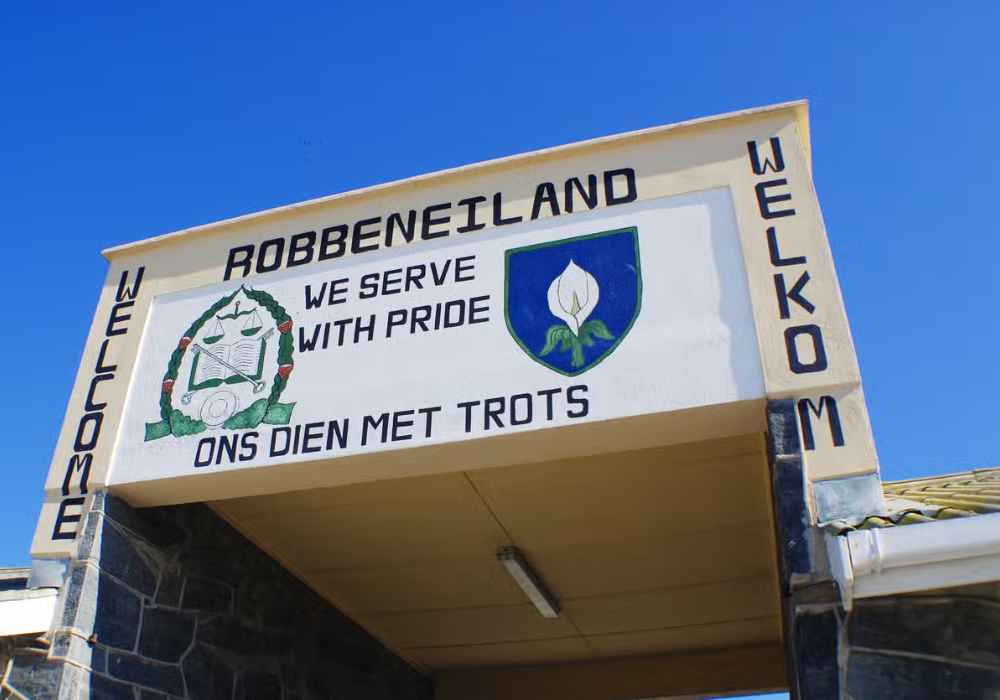 ROBBENEILAND
WELCOME
WE SERVE
WITH PRIDE
ONS DIEN MET TROTS
WELKOM